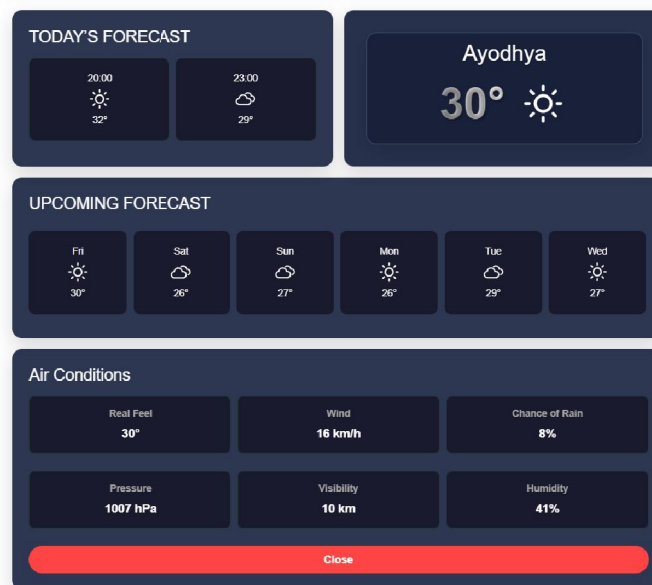 TODAY'S FORECAST
20:00 23:00
32° 29°
Ayodhya
30°
UPCOMING FORECAST
Fri Sat Sun Mon Tue Wed
30° 26° 27° 26° 29° 27°
Air Conditions
Real Feel Wind Chance of Rain
30° 16 km/h 8%
Pressure Visibility Humidity
1007 hPa 10 km 41%
Close